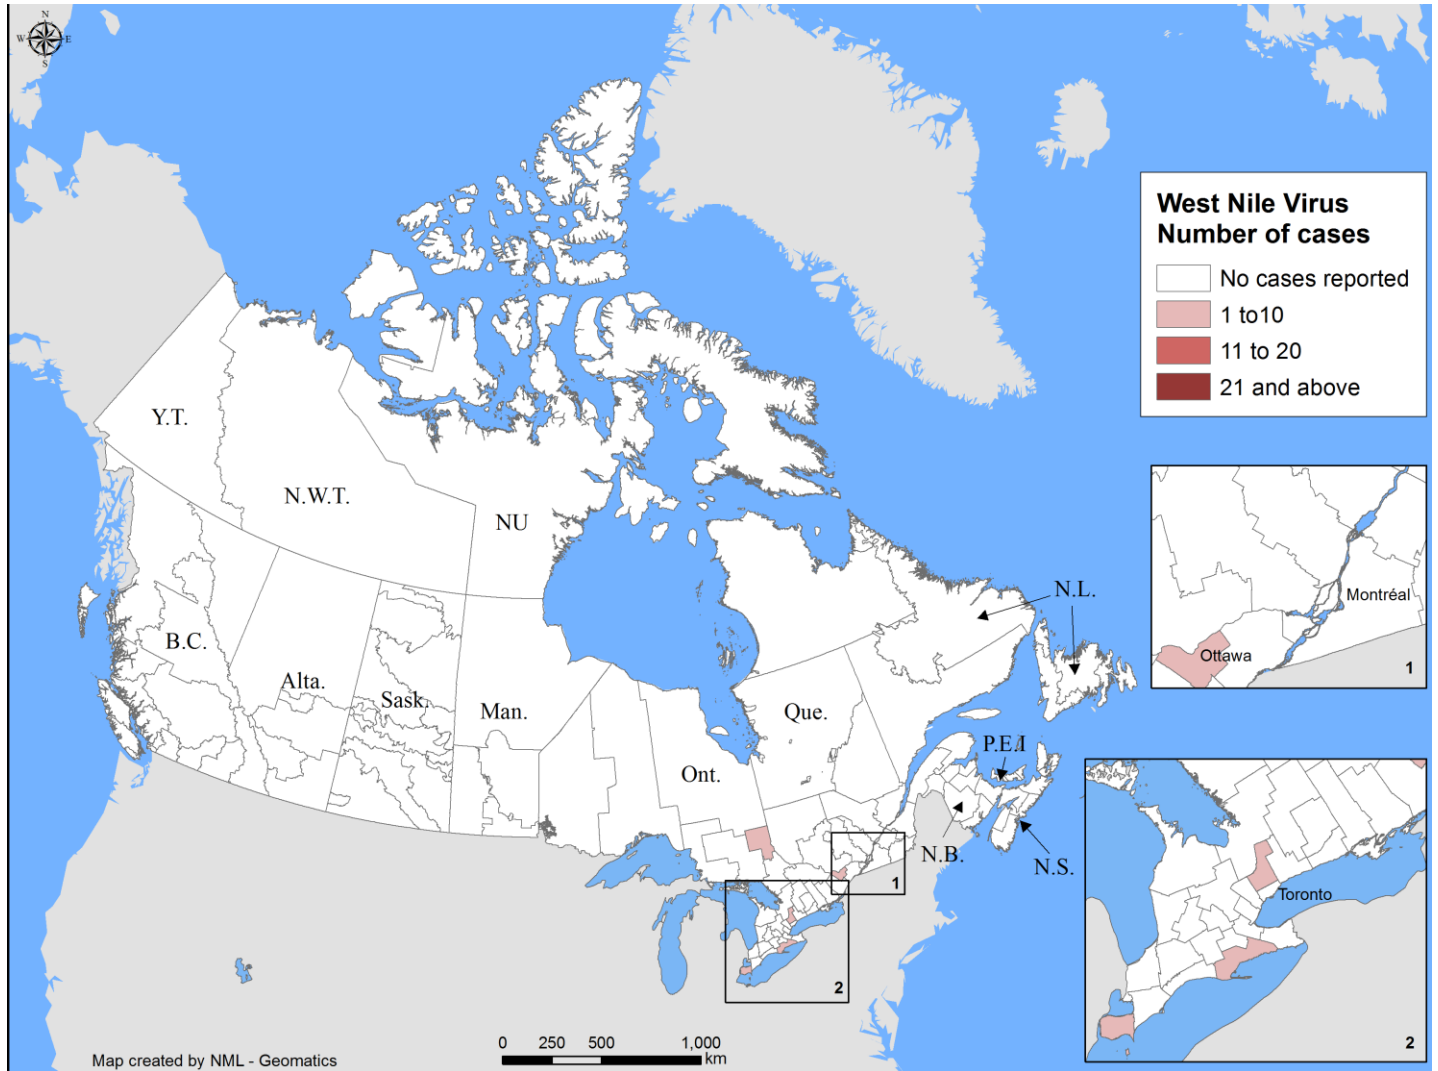 N
W E
S
West Nile Virus
Number of cases
No cases reported
1 to10
11 to 20
21 and above
Y.T.
N.W.T.
NU
B.C.
Alta.
Sask.
Man.
Ont.
Que.
N.L.
P.E.I
N.B.
N.S.
1
2
Montréal
Ottawa
1
Toronto
2
0 250 500 1,000
km
Map created by NML - Geomatics